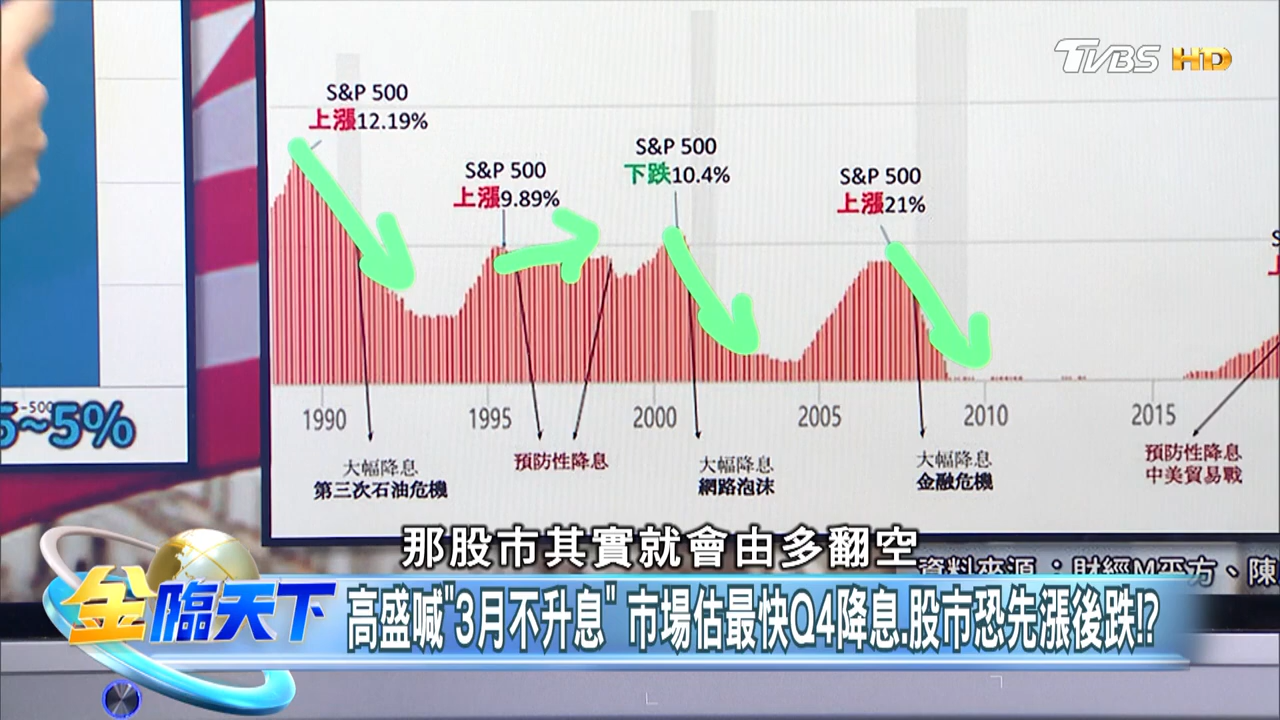 TVBS HD
S&P 500
上漲12.19%
S&P 500
上漲9.89%
S&P 500
下跌10.4%
S&P 500
上漲21%
-500
5~5%
1990
1995
2000
2005
2010
2015
大幅降息
第三次石油危機
預防性降息
大幅降息
網路泡沫
大幅降息
金融危機
預防性降息
中美貿易戰
那股市其實就會由多翻空
資料來源：財經M平方、陳
金臨天下
高盛喊"3月不升息" 市場估最快Q4降息.股市恐先漲後跌!?